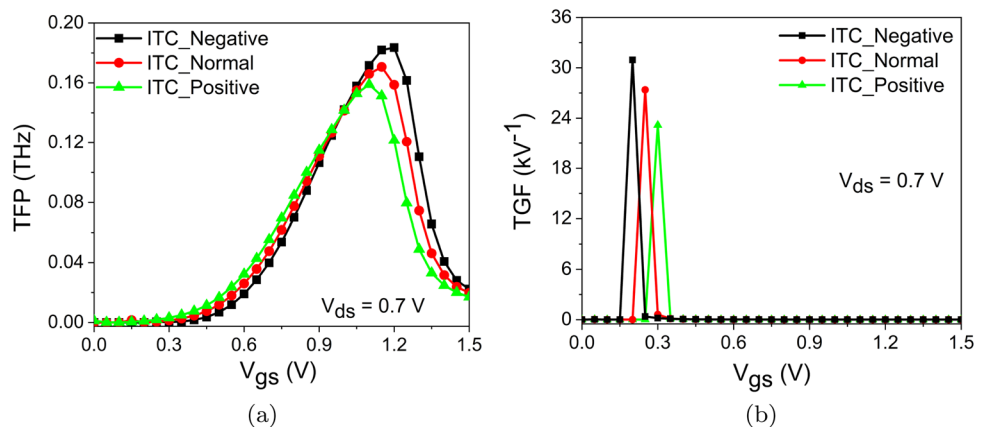 0.20
0.16
0.12
0.08
0.04
0.00
TFP (THz)
ITC_Negative
ITC_Normal
ITC_Positive
V_ds = 0.7 V
0.0 0.3 0.6 0.9 1.2 1.5
V_gs (V)
(a)
36
30
24
18
12
6
0
TGF (kV⁻¹)
ITC_Negative
ITC_Normal
ITC_Positive
V_ds = 0.7 V
0.0 0.3 0.6 0.9 1.2 1.5
V_gs (V)
(b)